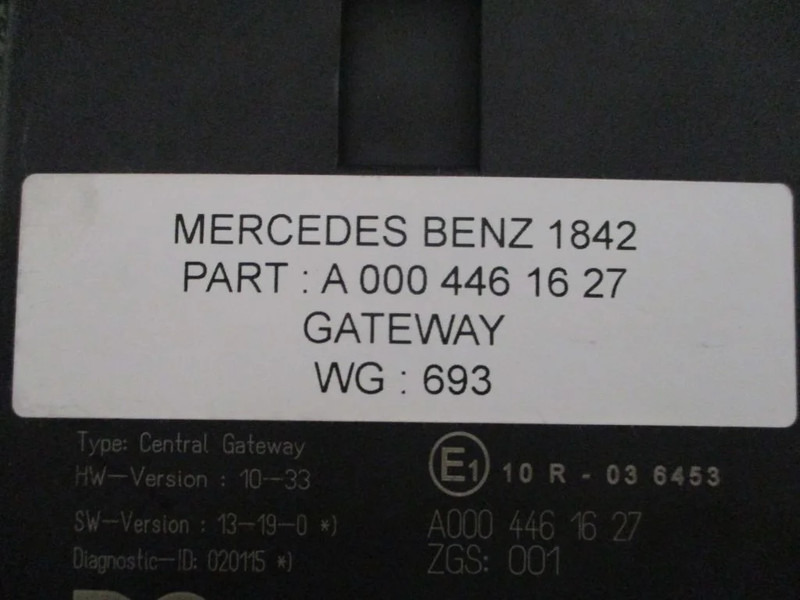 MERCEDES BENZ 1842
PART : A 000 446 16 27
GATEWAY
WG : 693
Type: Central Gateway
HW-Version : 10-33
SW-Version : 13-19-0 *)
Diagnostic-ID: 020115 *)
E1 10 R - 03 6453
A000 446 16 27
ZGS: 001